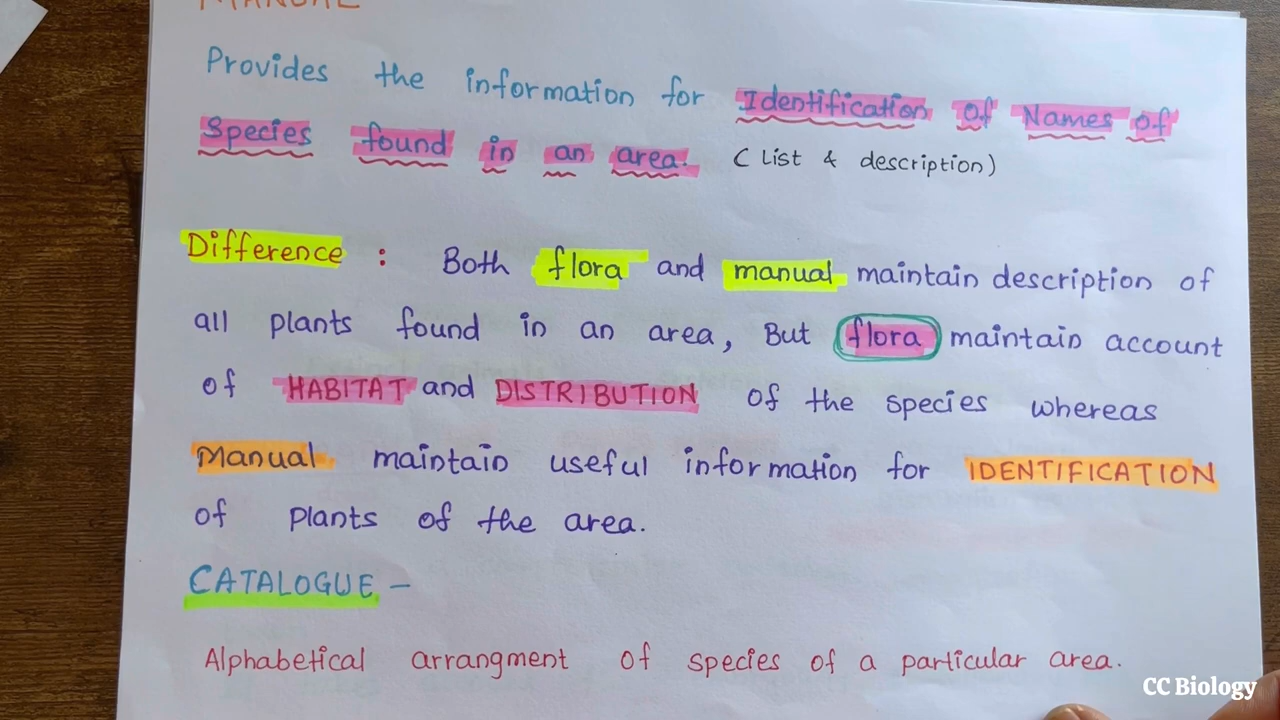 MANUAL
Provides the information for Identification of Names of
Species found in an area. (List & description)
Difference : Both flora and manual maintain description of
all plants found in an area, But flora maintain account
of HABITAT and DISTRIBUTION of the species whereas
Manual maintain useful information for IDENTIFICATION
of plants of the area.
CATALOGUE -
Alphabetical arrangment of species of a particular area.
CC Biology